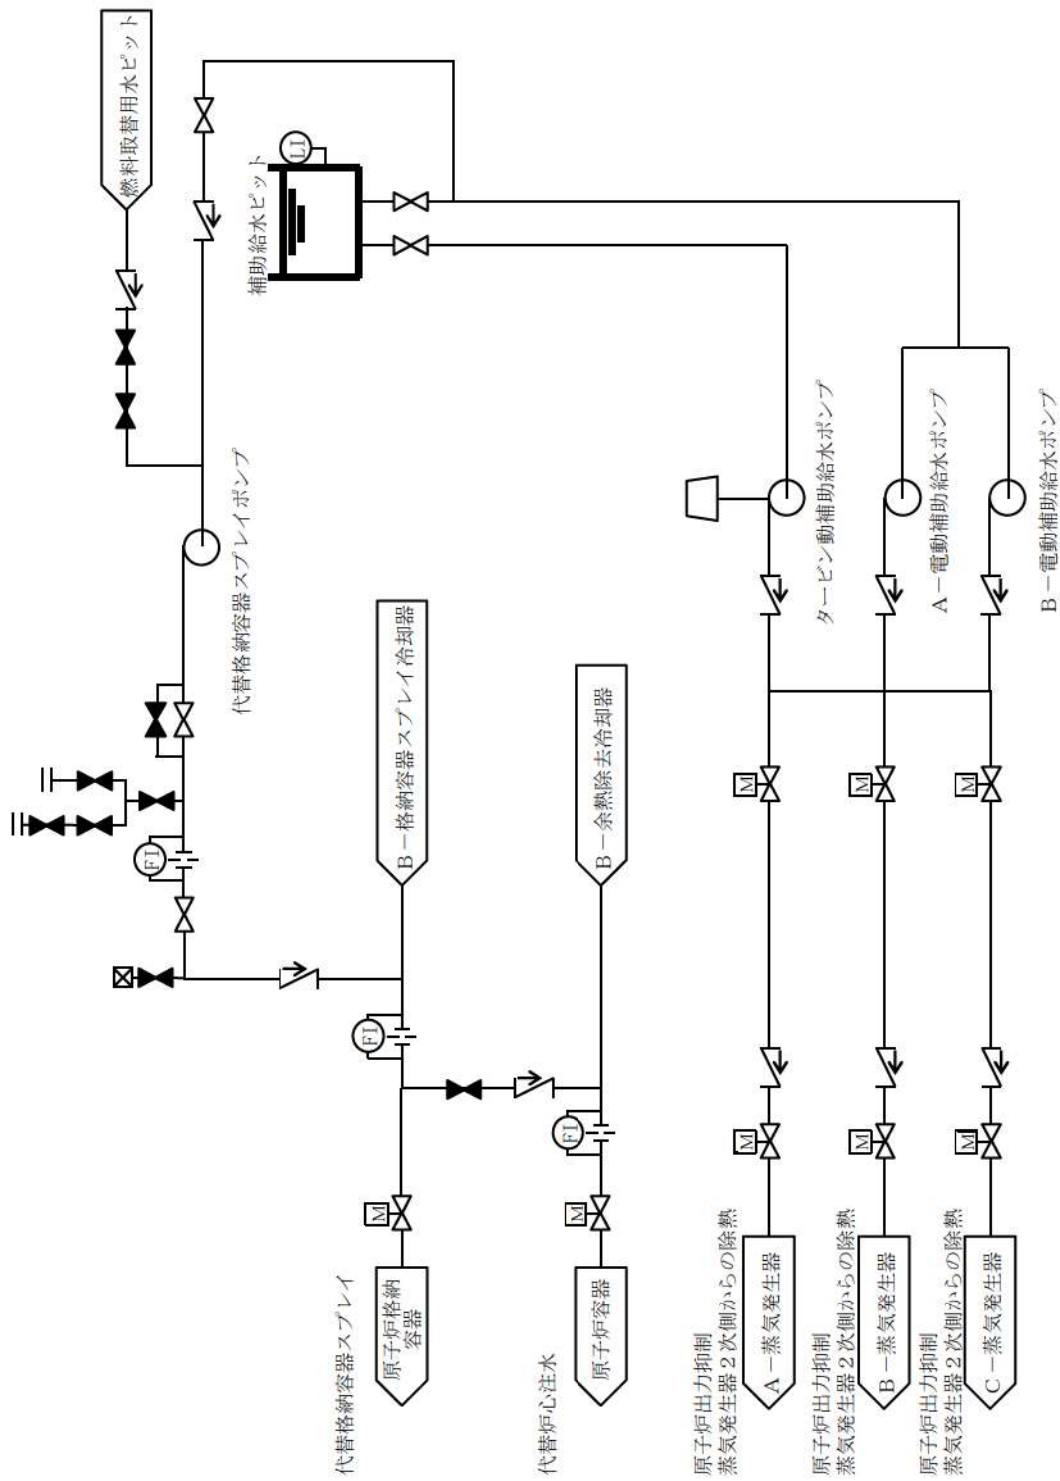 代替格納容器スプレイ
原子炉格納
容器
代替炉心注水
原子炉容器
原子炉出力抑制
蒸気発生器2次側からの除熱
A-蒸気発生器
原子炉出力抑制
蒸気発生器2次側からの除熱
B-蒸気発生器
原子炉出力抑制
蒸気発生器2次側からの除熱
C-蒸気発生器
M
M
M
M
M
FI
FI
FI
B-格納容器スプレイ冷却器
B-余熱除去冷却器
M
M
M
代替格納容器スプレイポンプ
タービン動補助給水ポンプ
A-電動補助給水ポンプ
B-電動補助給水ポンプ
補助給水ピット
LI
燃料取替用水ピット